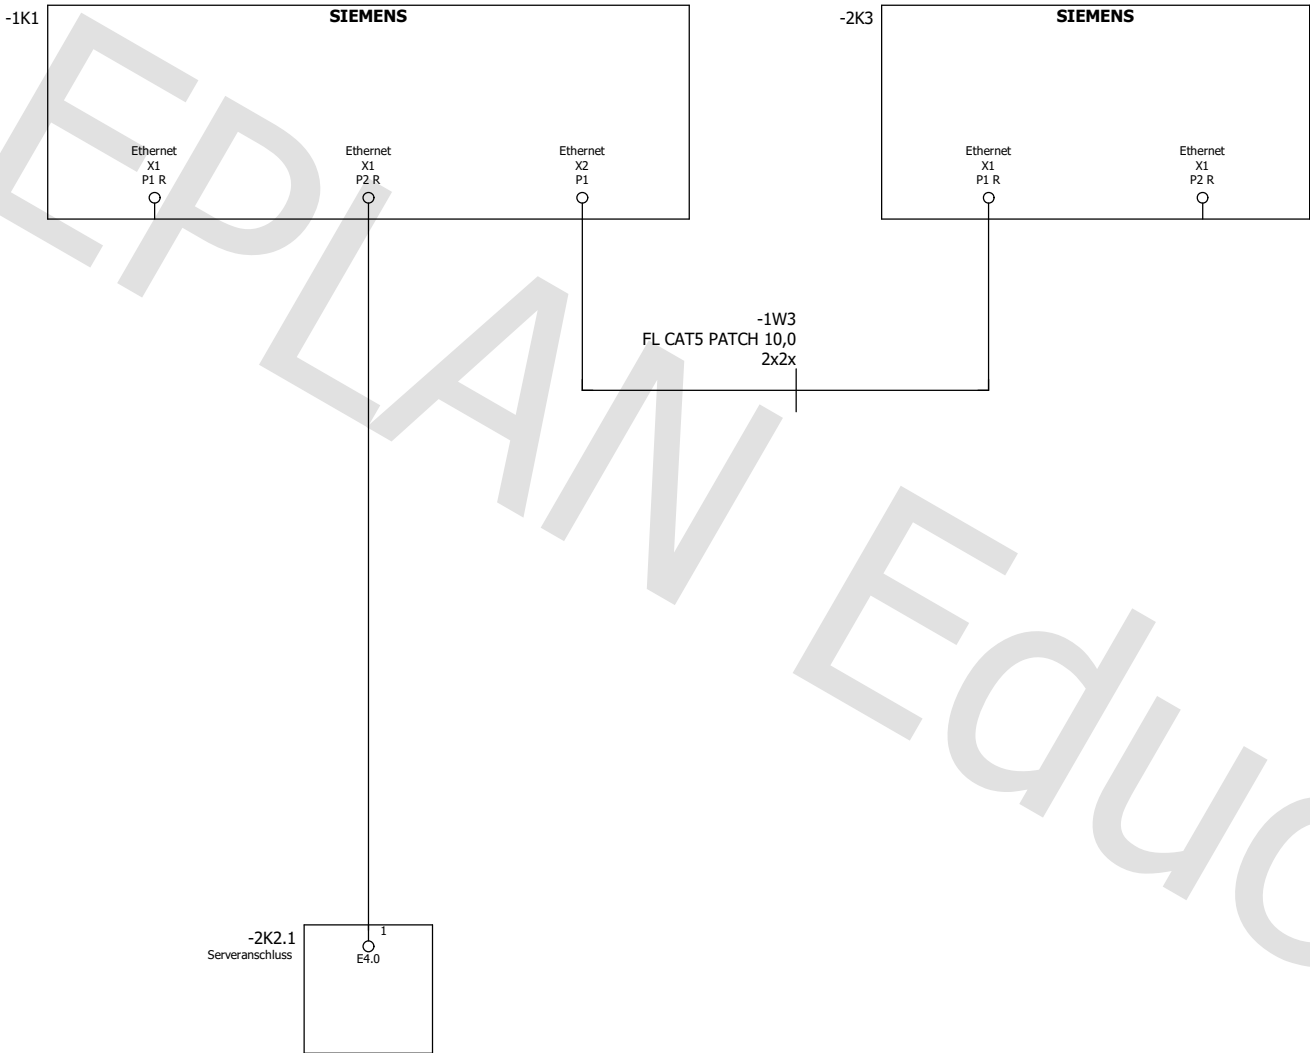 -1K1
SIEMENS
-2K3
SIEMENS
Ethernet
X1
P1 R
Ethernet
X1
P2 R
Ethernet
X2
P1
Ethernet
X1
P1 R
Ethernet
X1
P2 R
-1W3
FL CAT5 PATCH 10,0
2x2x
-2K2.1
Serveranschluss
1
E4.0
EPLAN Educ